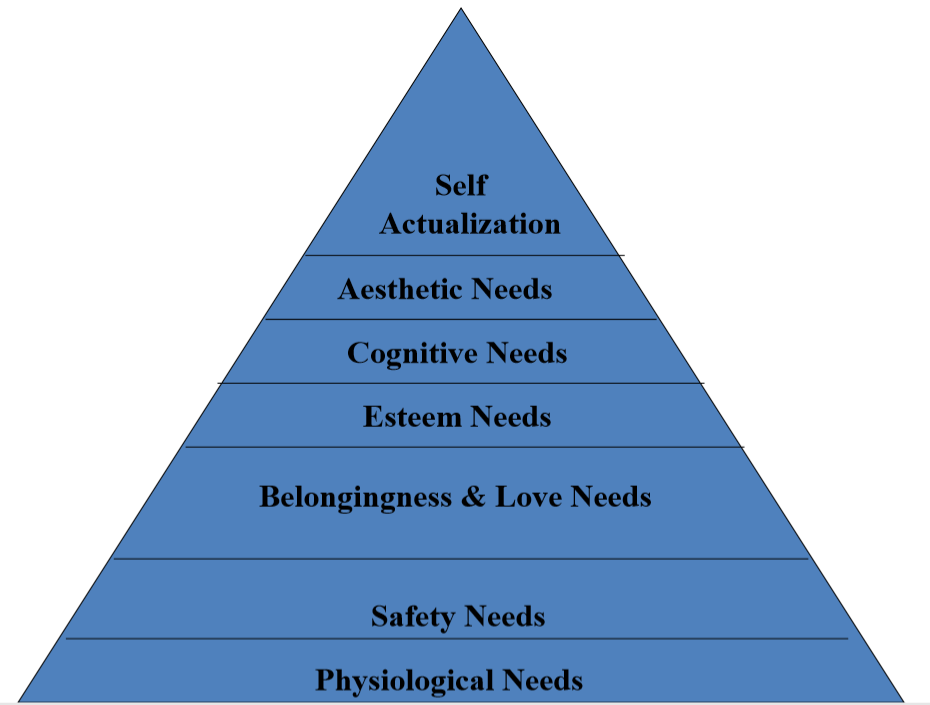 Self
Actualization
Aesthetic Needs
Cognitive Needs
Esteem Needs
Belongingness & Love Needs
Safety Needs
Physiological Needs